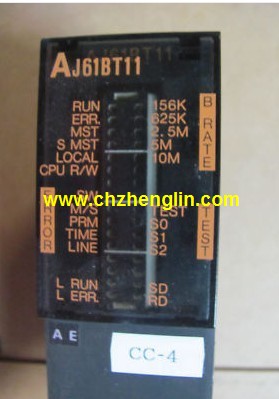 AJ61BT11
AJ61BT11
RUN 156K
ERR. 625K
MST 2.5M
S MST 5M
LOCAL 10M
CPU R/W
B RATE
www.chzhenglin.com
SW
M/S TEST
PRM S0
TIME S1
LINE S2
ERROR
TEST
L RUN SD
L ERR. RD
A E
CC-4